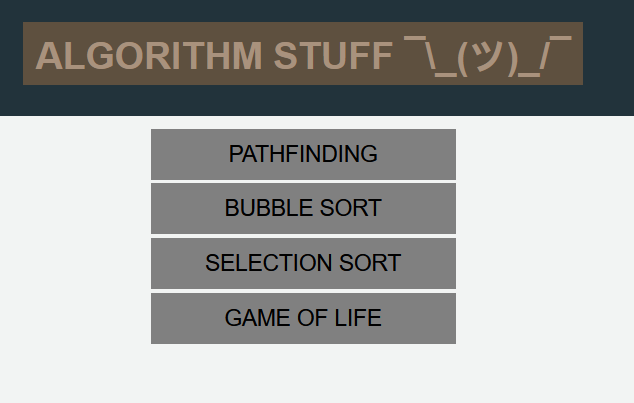 ALGORITHM STUFF ¯\_(ツ)_/¯
PATHFINDING
BUBBLE SORT
SELECTION SORT
GAME OF LIFE